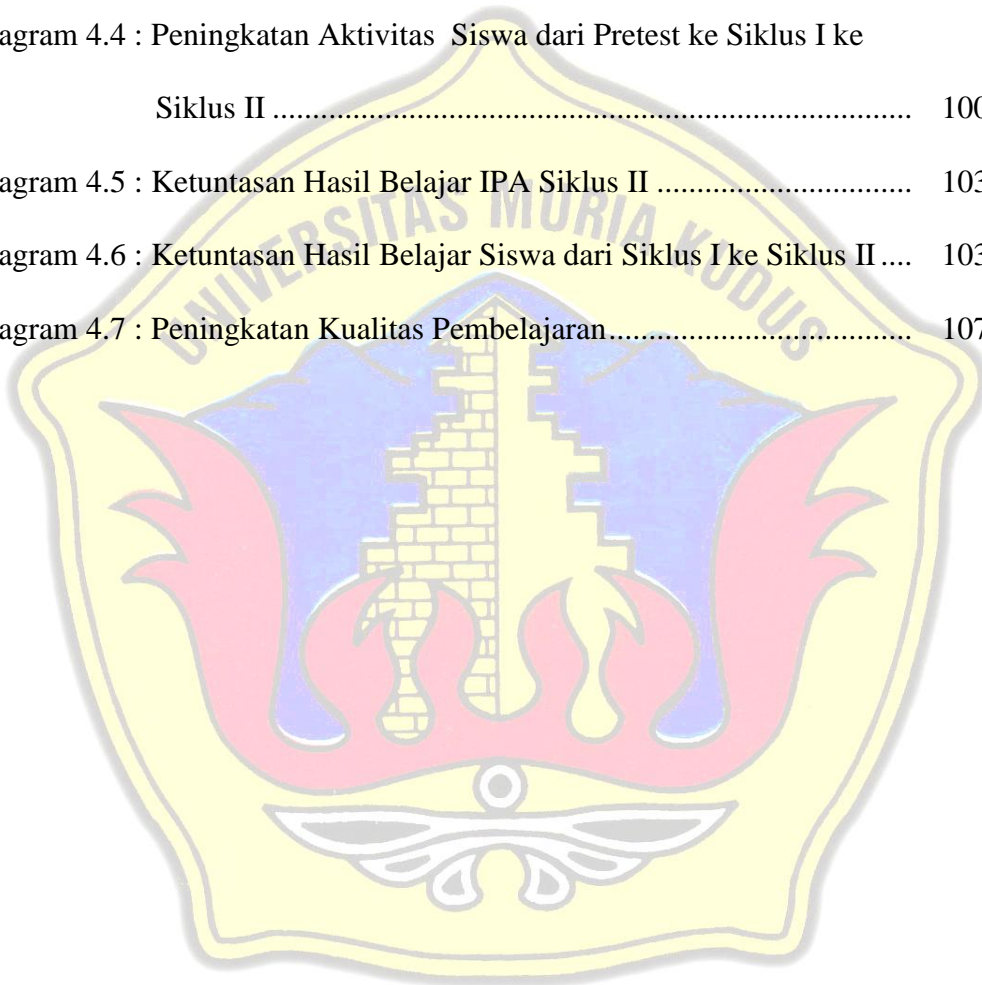 agram 4.4 : Peningkatan Aktivitas Siswa dari Pretest ke Siklus I ke
Siklus II ................................................................................ 100
agram 4.5 : Ketuntasan Hasil Belajar IPA Siklus II ................................ 103
agram 4.6 : Ketuntasan Hasil Belajar Siswa dari Siklus I ke Siklus II .... 103
agram 4.7 : Peningkatan Kualitas Pembelajaran ...................................... 107
UNIVERSITAS MURIA KUDUS